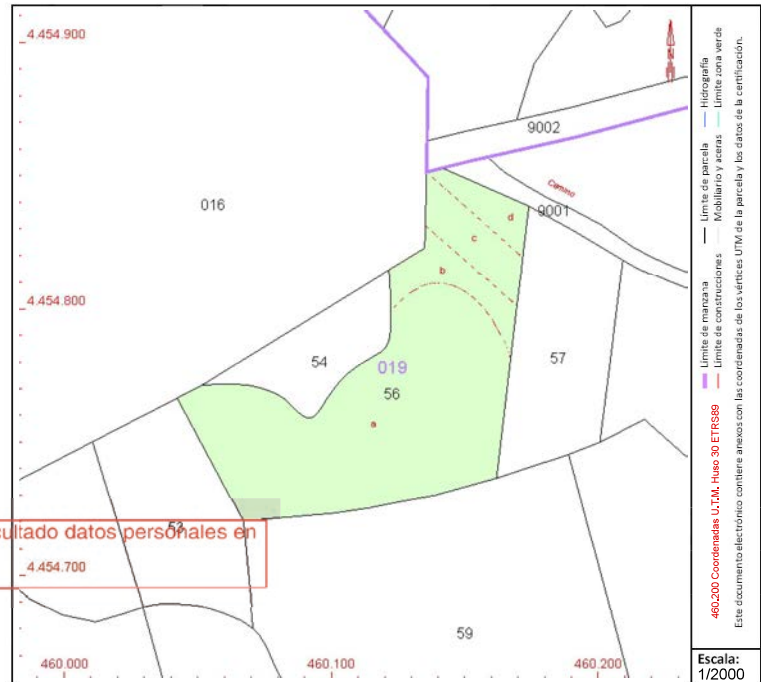 4.454.900
9002
Camino
016
d
9001
c
b
4.454.800
54
57
019
56
a
cultado datos personales en
53
4.454.700
59
460.000
460.100
460.200
460.200 Coordenadas U.T.M. Huso 30 ETRS89
Límite de manzana
Límite de parcela
Hidrografía
Límite de construcciones
Mobiliario y aceras
Límite zona verde
Este documento electrónico contiene anexos con las coordenadas de los vértices UTM de la parcela y los datos de la certificación.
Escala:
1/2000